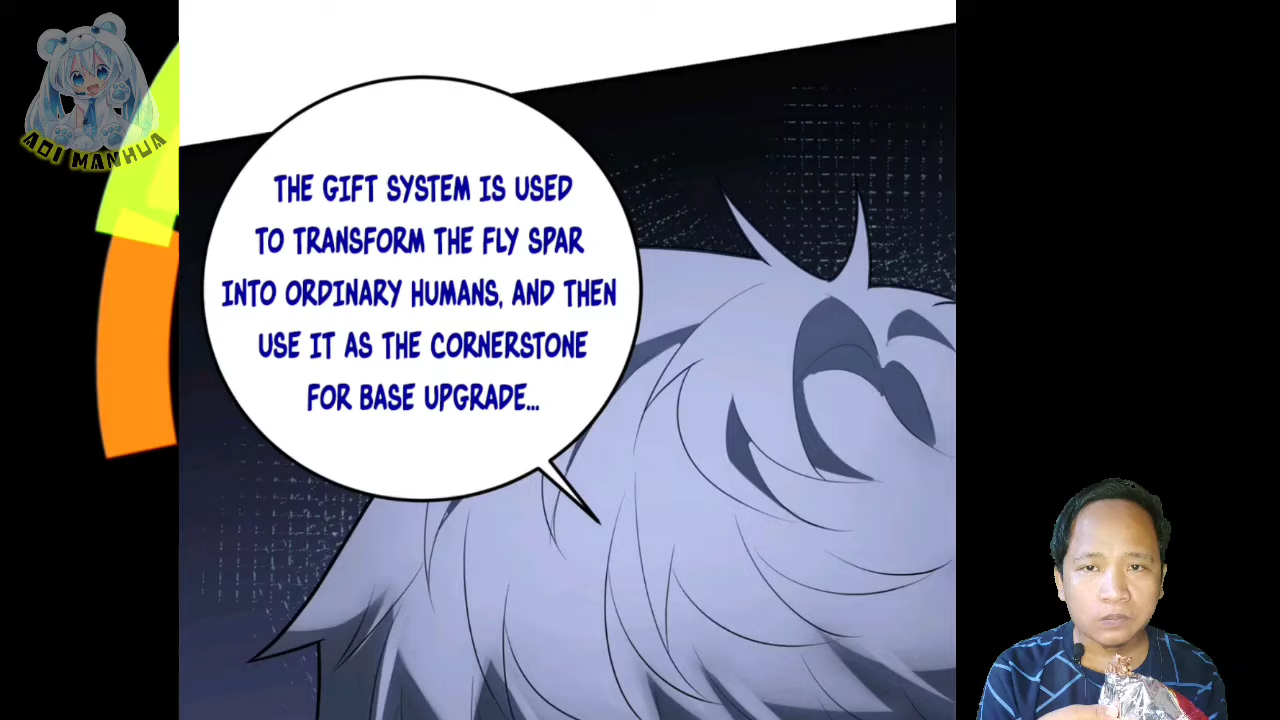 AOI MANHUA
THE GIFT SYSTEM IS USED
TO TRANSFORM THE FLY SPAR
INTO ORDINARY HUMANS, AND THEN
USE IT AS THE CORNERSTONE
FOR BASE UPGRADE...